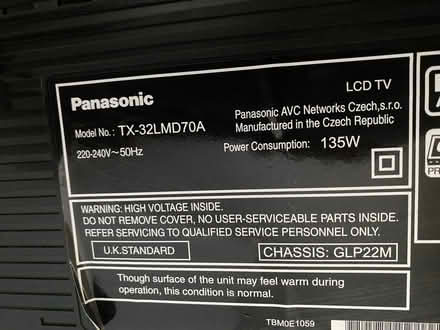 LCD TV
Panasonic
Panasonic AVC Networks Czech,s.r.o.
Model No.: TX-32LMD70A
Manufactured in the Czech Republic
220-240V~50Hz
Power Consumption: 135W
WARNING: HIGH VOLTAGE INSIDE.
DO NOT REMOVE COVER, NO USER-SERVICEABLE PARTS INSIDE.
REFER SERVICING TO QUALIFIED SERVICE PERSONNEL ONLY.
U.K.STANDARD
CHASSIS: GLP22M
Though surface of the unit may feel warm during
operation, this condition is normal.
TBM0E1059